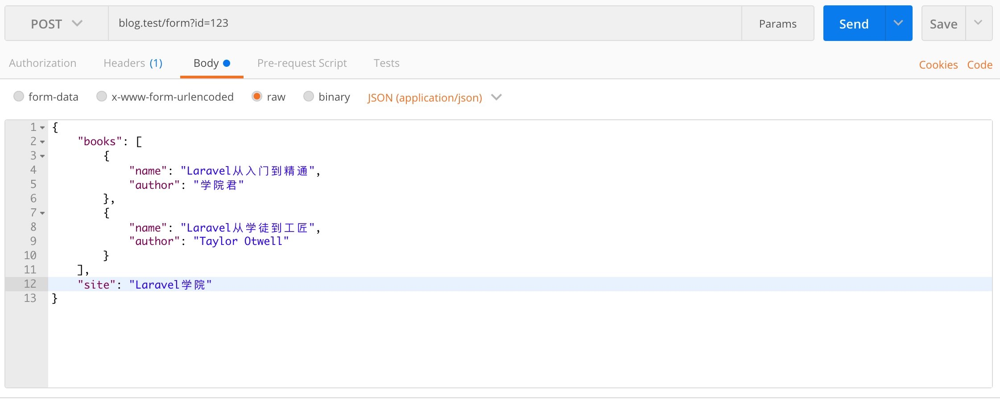 POST blog.test/form?id=123 Params Send Save
Authorization Headers (1) Body Pre-request Script Tests Cookies Code
form-data x-www-form-urlencoded raw binary JSON (application/json)
1 {
2 "books": [
3 {
4 "name": "Laravel从入门到精通",
5 "author": "学院君"
6 },
7 {
8 "name": "Laravel从学徒到工匠",
9 "author": "Taylor Otwell"
10 }
11 ],
12 "site": "Laravel学院"
13 }